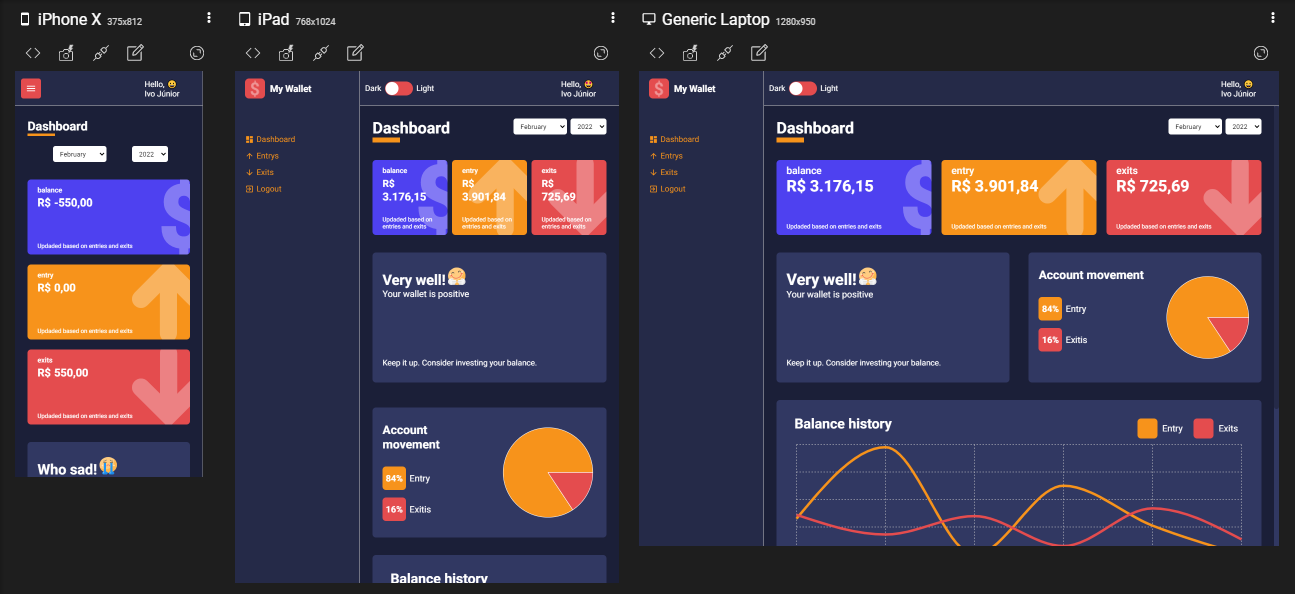 iPhone X 375x812
Hello, 😀
Ivo Júnior
Dashboard
February 2022
balance
R$ -550,00
Updaded based on entries and exits
entry
R$ 0,00
Updaded based on entries and exits
exits
R$ 550,00
Updaded based on entries and exits
Who sad! 😭
iPad 768x1024
$ My Wallet
Dark Light
Hello, 😍
Ivo Júnior
Dashboard
Entrys
Exits
Logout
Dashboard
February 2022
balance
R$
3.176,15
Updaded based on
entries and exits
entry
R$
3.901,84
Updaded based on
entries and exits
exits
R$
725,69
Updaded based on
entries and exits
Very well! 🤗
Your wallet is positive
Keep it up. Consider investing your balance.
Account
movement
84% Entry
16% Exitis
Balance history
Generic Laptop 1280x950
$ My Wallet
Dark Light
Hello, 😀
Ivo Júnior
Dashboard
Entrys
Exits
Logout
Dashboard
February 2022
balance
R$ 3.176,15
Updaded based on entries and exits
entry
R$ 3.901,84
Updaded based on entries and exits
exits
R$ 725,69
Updaded based on entries and exits
Very well! 🤗
Your wallet is positive
Keep it up. Consider investing your balance.
Account movement
84% Entry
16% Exitis
Balance history
Entry Exits